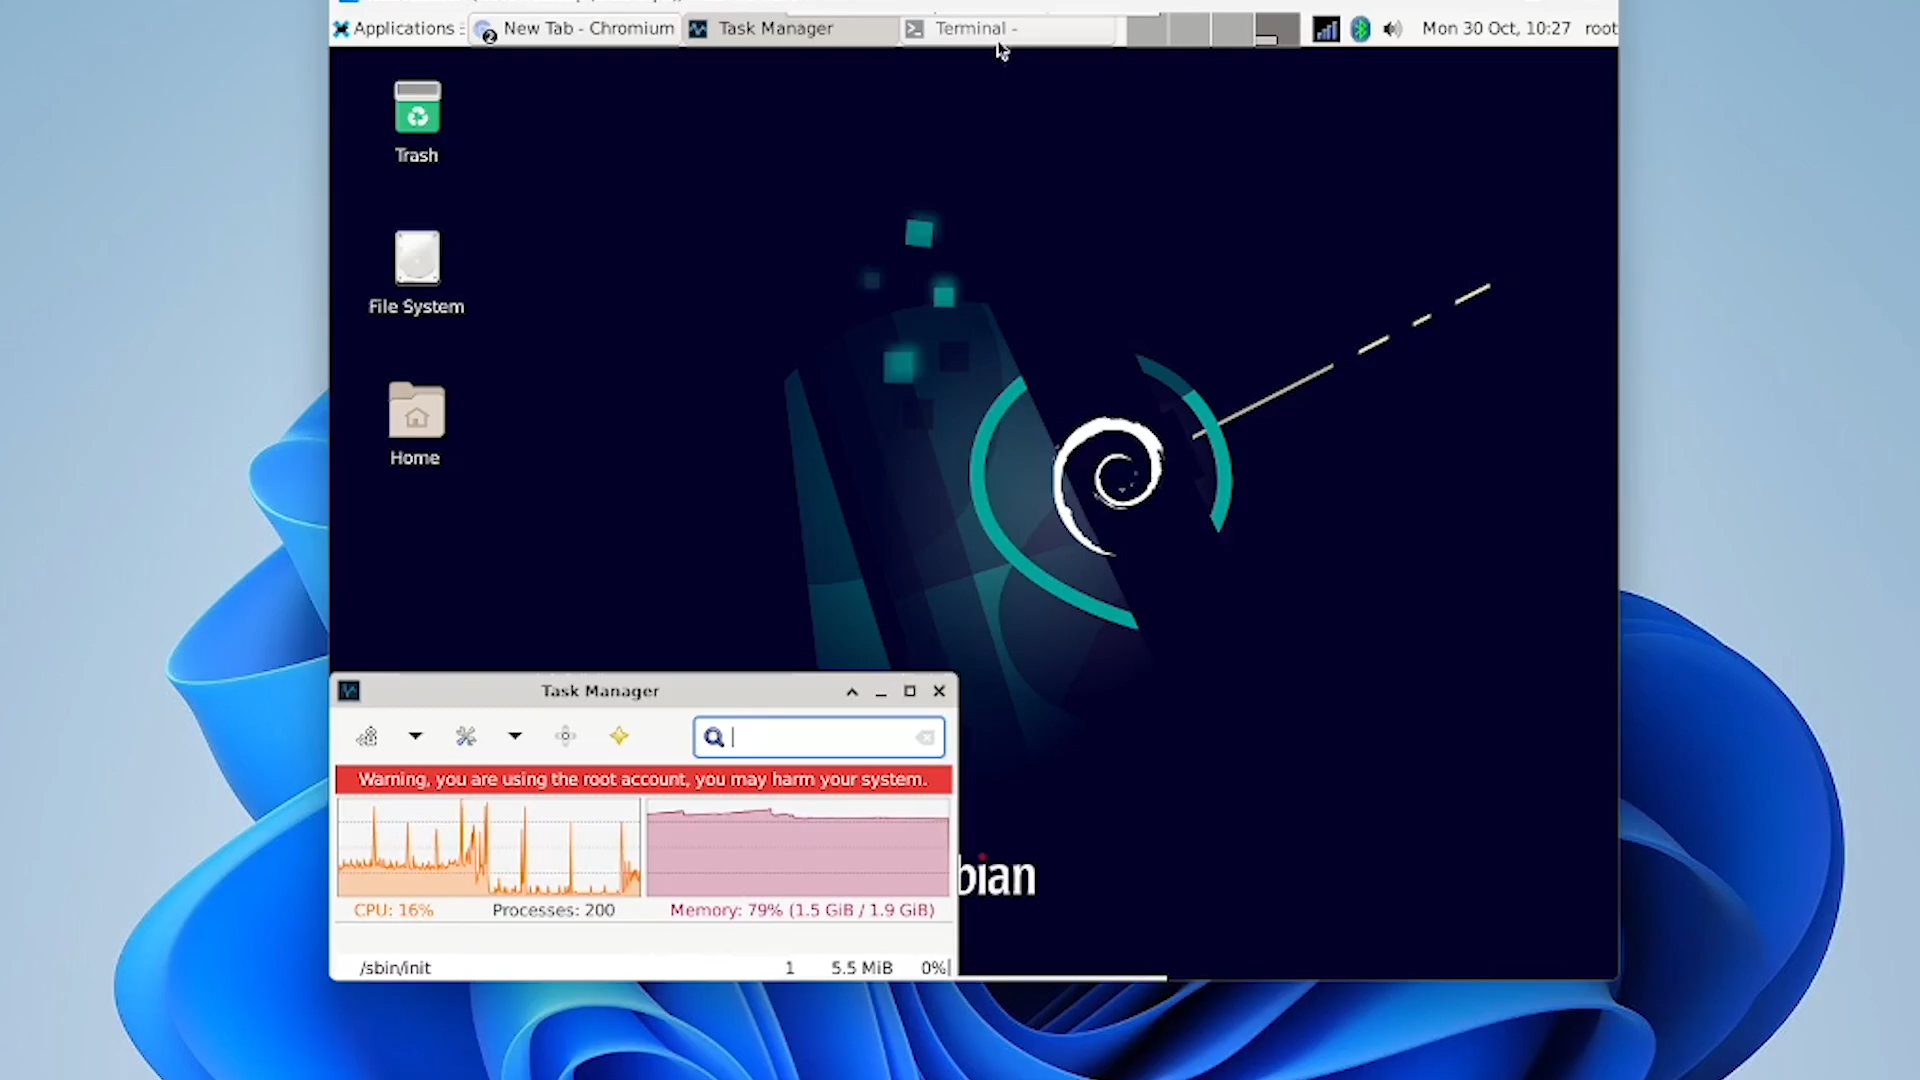 Applications
New Tab - Chromium
Task Manager
Terminal -
Mon 30 Oct, 10:27
root
Trash
File System
Home
Task Manager
Warning, you are using the root account, you may harm your system.
CPU: 16%
Processes: 200
Memory: 79% (1.5 GiB / 1.9 GiB)
bian
/sbin/init
1
5.5 MiB
0%